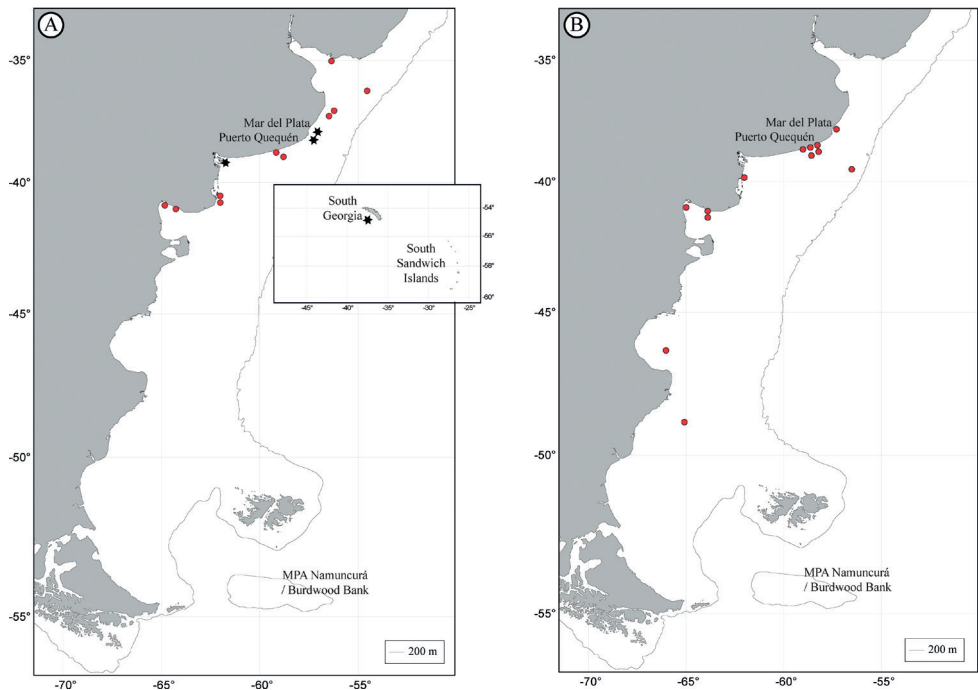 A
-35°
-40°
-45°
-50°
-55°
-70°
-65°
-60°
-55°
Mar del Plata
Puerto Quequén
South
Georgia
South
Sandwich
Islands
-54°
-56°
-58°
-60°
-45°
-40°
-35°
-25°
MPA Namuncurá
/ Burdwood Bank
200 m
B
-35°
-40°
-45°
-50°
-55°
-70°
-65°
-60°
-55°
Mar del Plata
Puerto Quequén
MPA Namuncurá
/ Burdwood Bank
200 m